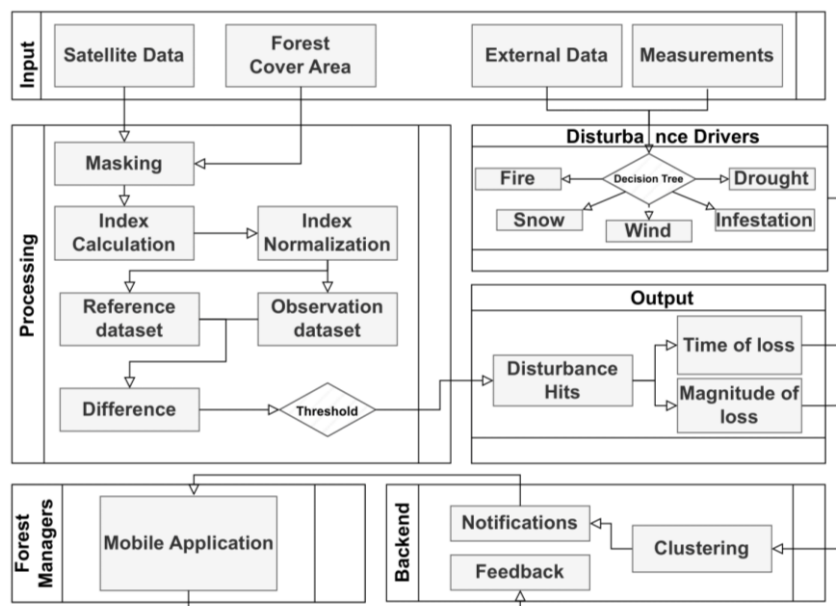 Input
Satellite Data
Forest
Cover Area
External Data
Measurements
Processing
Masking
Index
Calculation
Index
Normalization
Reference
dataset
Observation
dataset
Difference
Threshold
Disturbance Drivers
Decision Tree
Fire
Drought
Snow
Wind
Infestation
Output
Disturbance
Hits
Time of loss
Magnitude of
loss
Forest
Managers
Mobile Application
Backend
Notifications
Clustering
Feedback